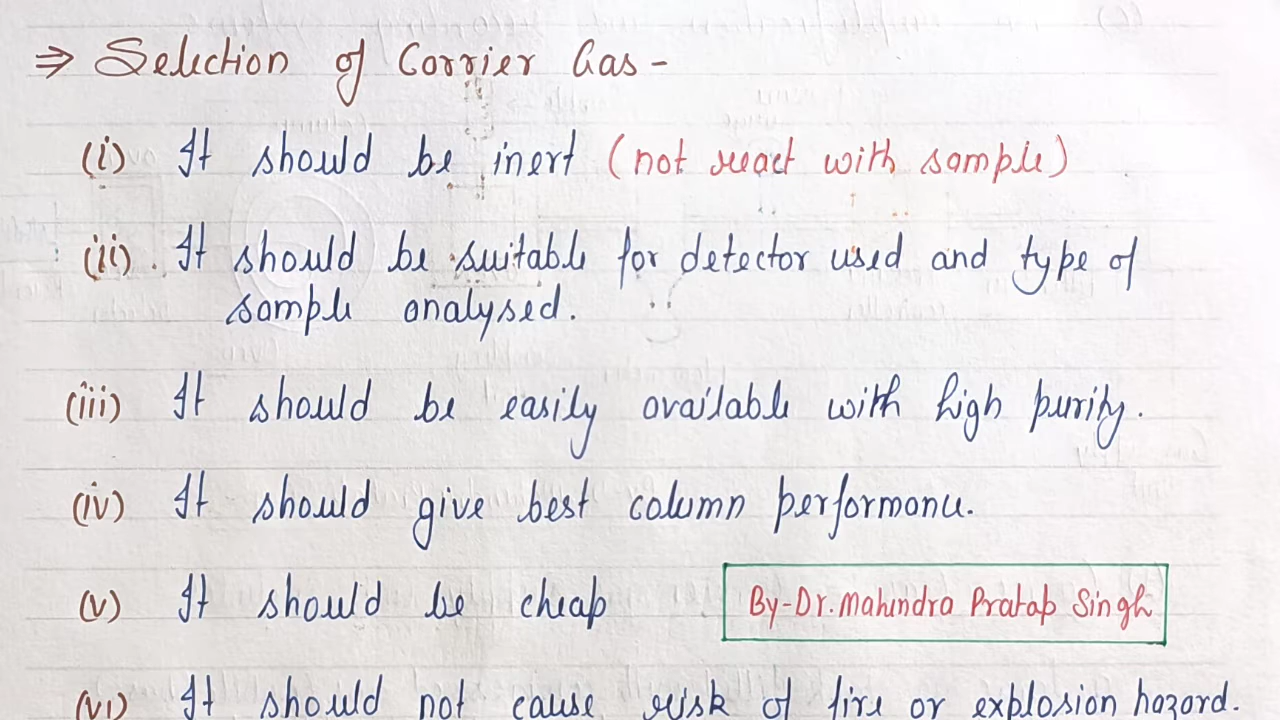 ⇒ Selection of Carrier Gas -
(i) It should be inert (not react with sample)
(ii) It should be suitable for detector used and type of
sample analysed.
(iii) It should be easily available with high purity.
(iv) It should give best column performance.
(v) It should be cheap
By-Dr. Mahindra Pratap Singh
(vi) It should not cause risk of fire or explosion hazard.